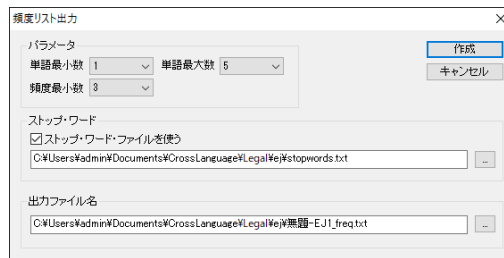 頻度リスト出力
パラメータ
単語最小数 1 単語最大数 5
頻度最小数 3
作成
キャンセル
ストップ・ワード
ストップ・ワード・ファイルを使う
C:¥Users¥admin¥Documents¥CrossLanguage¥Legal¥ej¥stopwords.txt ...
出力ファイル名
C:¥Users¥admin¥Documents¥CrossLanguage¥Legal¥ej¥無題-EJ1_freq.txt ...